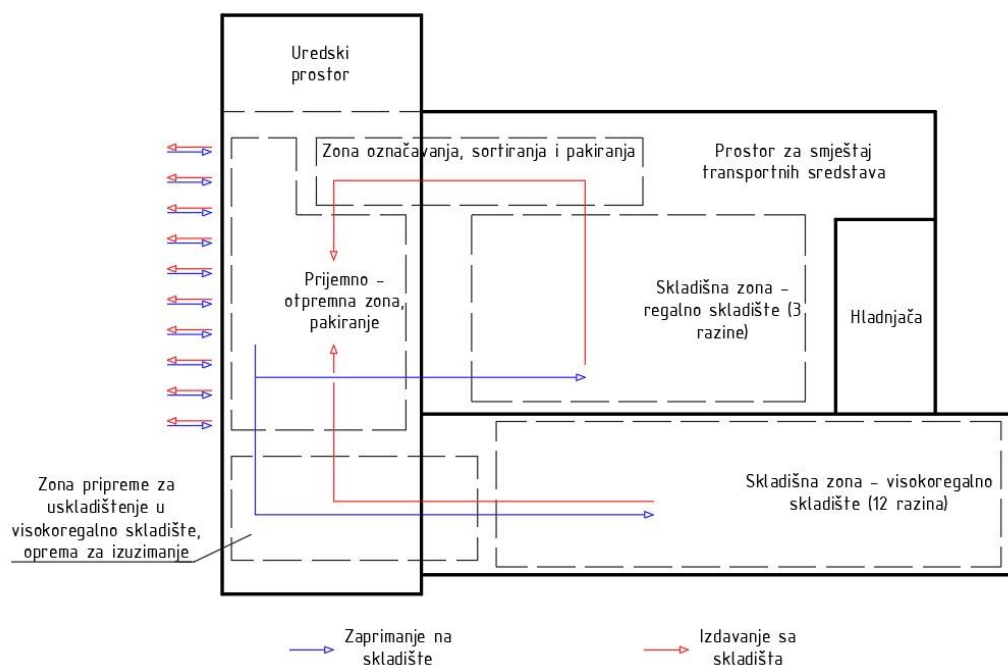 Uredski
prostor
Zona označavanja, sortiranja i pakiranja
Prostor za smještaj
transportnih sredstava
Prijemno -
otpremna zona,
pakiranje
Skladišna zona -
regalno skladište (3
razine)
Hladnjača
Zona pripreme za
uskladištenje u
visokoregalno skladište,
oprema za izuzimanje
Skladišna zona - visokoregalno
skladište (12 razina)
Zaprimanje na
skladište
Izdavanje sa
skladišta